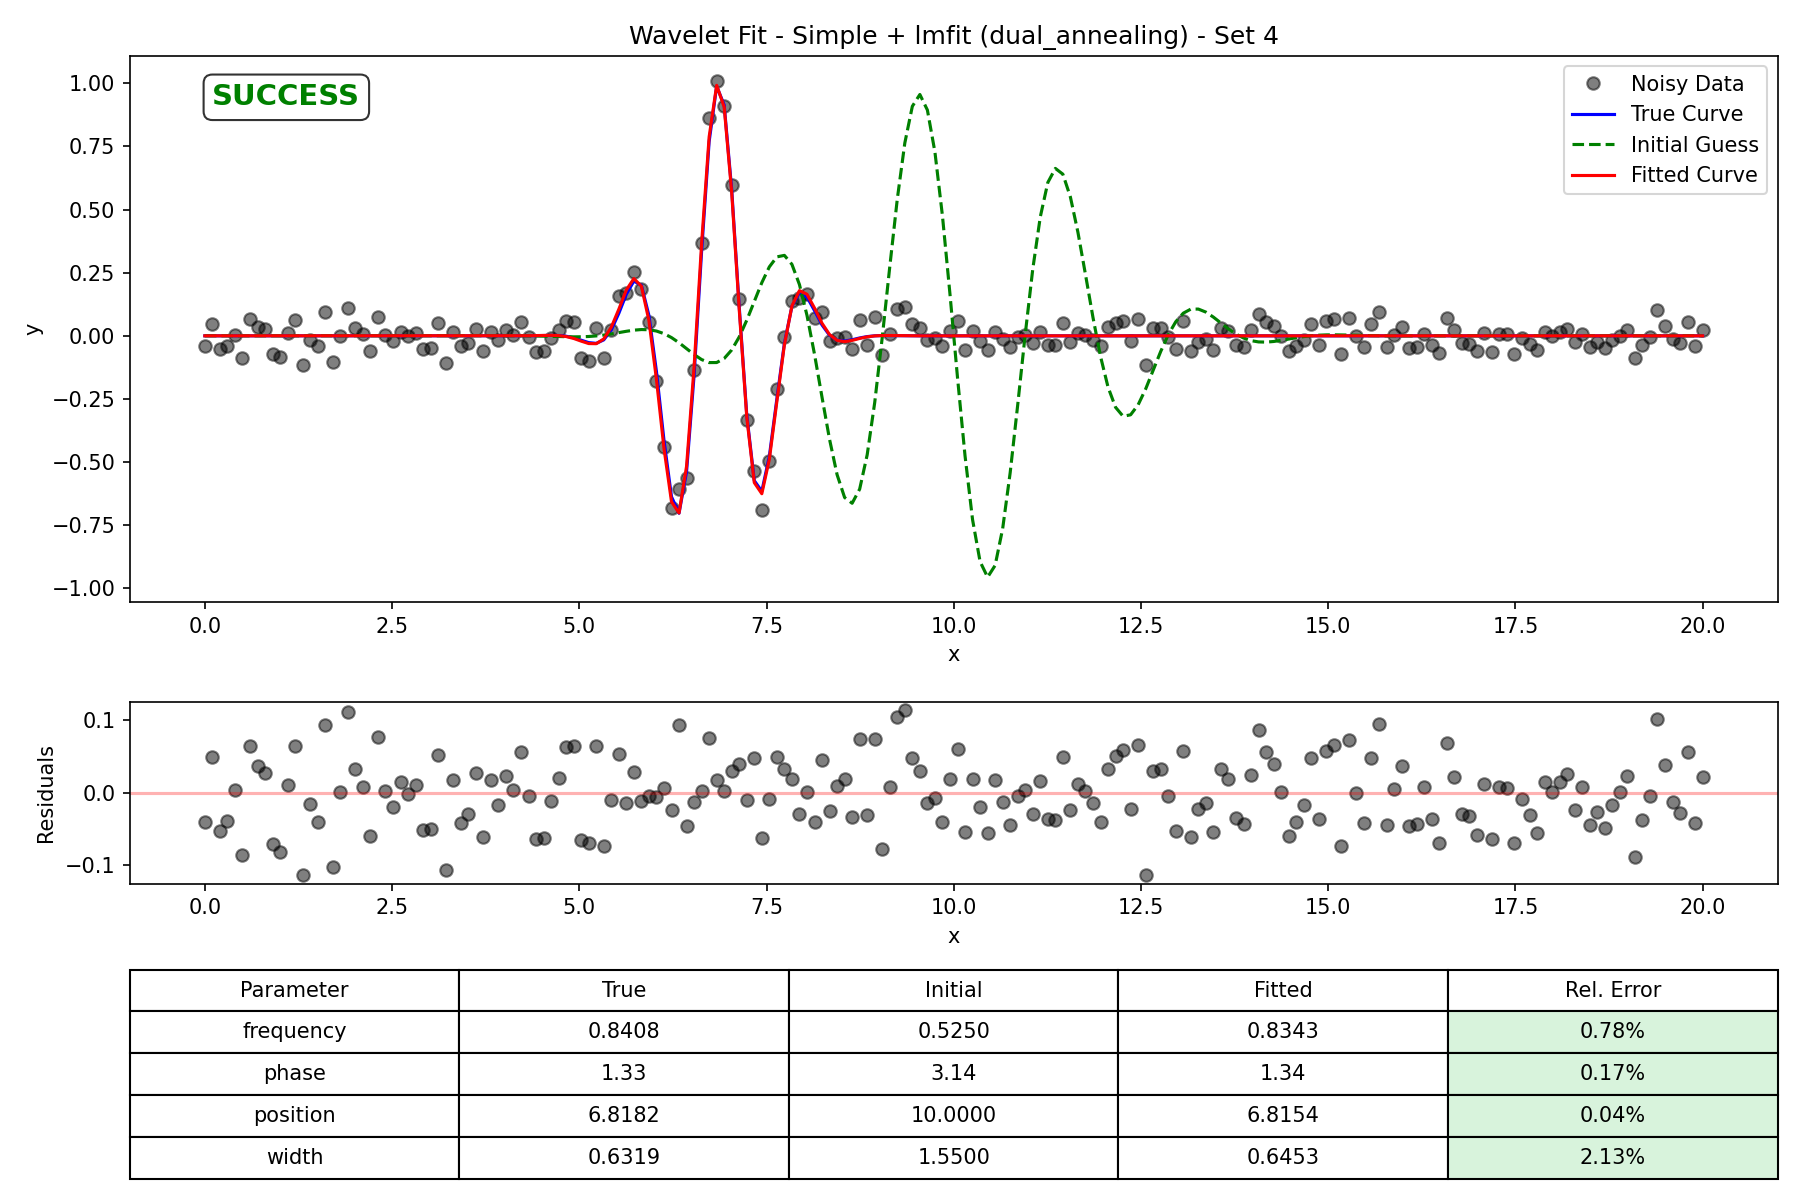 Wavelet Fit - Simple + lmfit (dual_annealing) - Set 4
SUCCESS
Noisy Data
True Curve
Initial Guess
Fitted Curve
1.00
0.75
0.50
0.25
0.00
−0.25
−0.50
−0.75
−1.00
y
0.0 2.5 5.0 7.5 10.0 12.5 15.0 17.5 20.0
x
0.1
0.0
−0.1
Residuals
0.0 2.5 5.0 7.5 10.0 12.5 15.0 17.5 20.0
x
Parameter True Initial Fitted Rel. Error
frequency 0.8408 0.5250 0.8343 0.78%
phase 1.33 3.14 1.34 0.17%
position 6.8182 10.0000 6.8154 0.04%
width 0.6319 1.5500 0.6453 2.13%